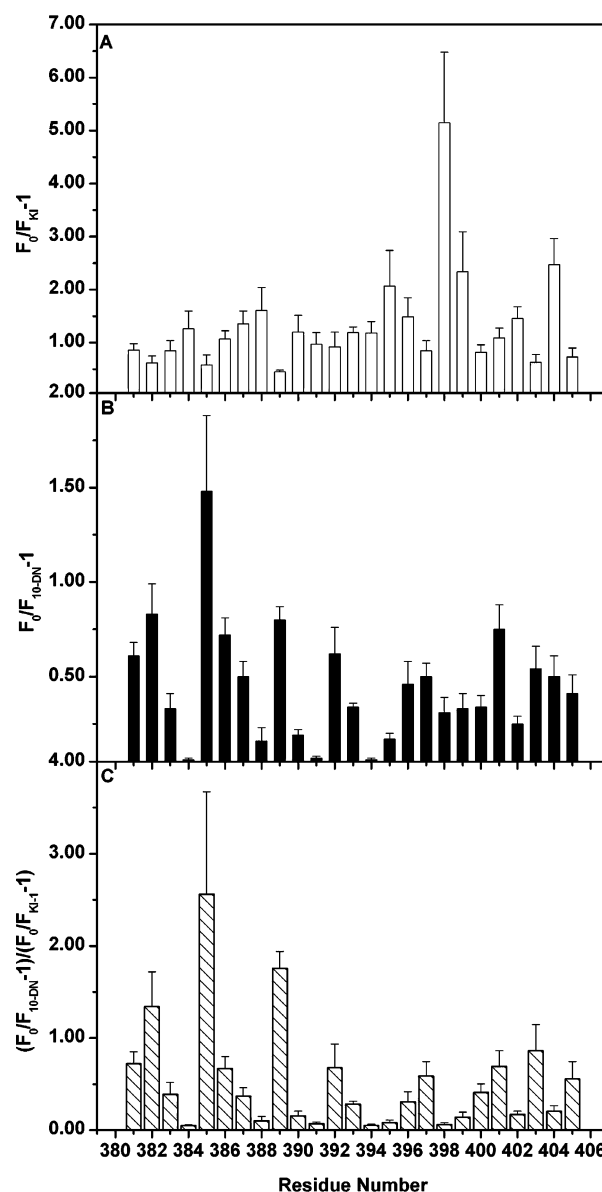 A
7.00
6.00
5.00
4.00
3.00
2.00
1.00
F0/FKI-1
B
2.00
1.50
1.00
0.50
F0/F10-DN-1
C
4.00
3.00
2.00
1.00
0.00
(F0/F10-DN-1)/(F0/FKI-1-1)
380 382 384 386 388 390 392 394 396 398 400 402 404 406
Residue Number